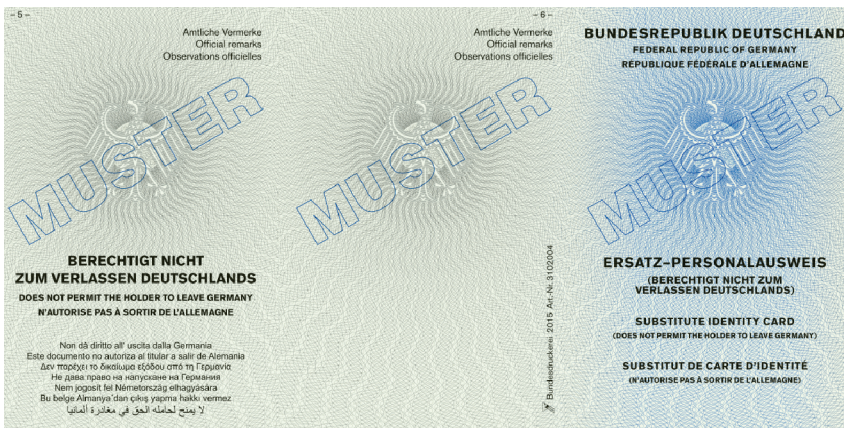 – 5 –
Amtliche Vermerke
Official remarks
Observations officielles
MUSTER
BERECHTIGT NICHT
ZUM VERLASSEN DEUTSCHLANDS
DOES NOT PERMIT THE HOLDER TO LEAVE GERMANY
N'AUTORISE PAS À SORTIR DE L'ALLEMAGNE
Non dà diritto all' uscita dalla Germania
Este documento no autoriza al titular a salir de Alemania
Δεν παρέχει το δικαίωμα εξόδου από τη Γερμανία
Не дава право на напускане на Германия
Nem jogosít fel Németország elhagyására
Bu belge Almanya´dan çıkış yapma hakkı vermez
لا يمنح لحامله الحق في مغادرة ألمانيا
– 6 –
Amtliche Vermerke
Official remarks
Observations officielles
MUSTER
Bundesdruckerei 2015 Art.-Nr. 3102004
BUNDESREPUBLIK DEUTSCHLAND
FEDERAL REPUBLIC OF GERMANY
RÉPUBLIQUE FÉDÉRALE D'ALLEMAGNE
MUSTER
ERSATZ–PERSONALAUSWEIS
(BERECHTIGT NICHT ZUM
VERLASSEN DEUTSCHLANDS)
SUBSTITUTE IDENTITY CARD
(DOES NOT PERMIT THE HOLDER TO LEAVE GERMANY)
SUBSTITUT DE CARTE D'IDENTITÉ
(N'AUTORISE PAS À SORTIR DE L'ALLEMAGNE)